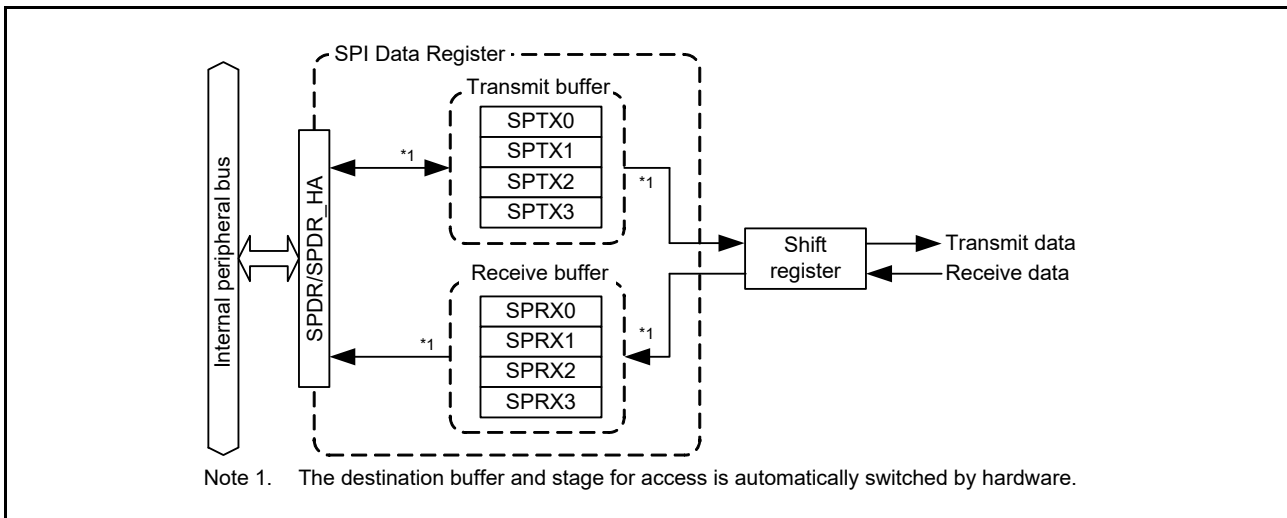 SPI Data Register
Transmit buffer
SPTX0
SPTX1
SPTX2
SPTX3
*1
*1
Internal peripheral bus
SPDR/SPDR_HA
Shift
register
Transmit data
Receive data
Receive buffer
SPRX0
SPRX1
SPRX2
SPRX3
*1
*1
Note 1. The destination buffer and stage for access is automatically switched by hardware.